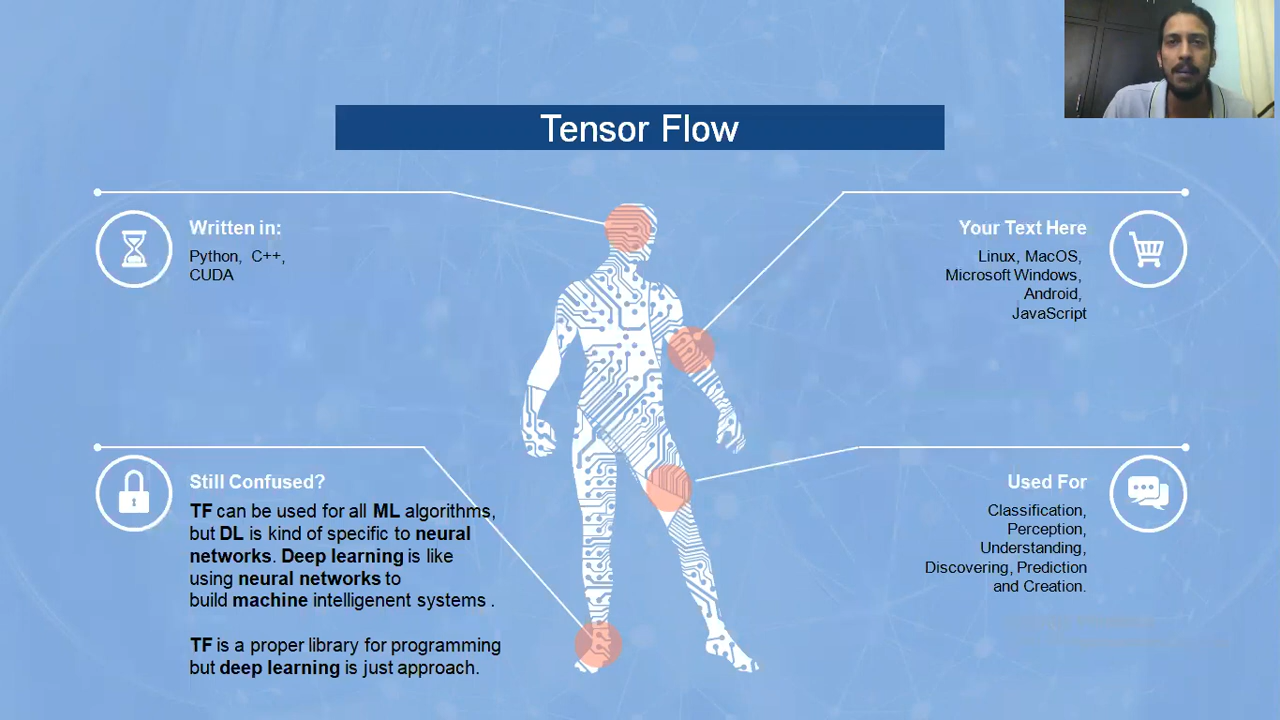 Tensor Flow
Written in:
Python, C++,
CUDA
Your Text Here
Linux, MacOS,
Microsoft Windows,
Android,
JavaScript
Still Confused?
TF can be used for all ML algorithms,
but DL is kind of specific to neural
networks. Deep learning is like
using neural networks to
build machine intelligenent systems .
TF is a proper library for programming
but deep learning is just approach.
Used For
Classification,
Perception,
Understanding,
Discovering, Prediction
and Creation.